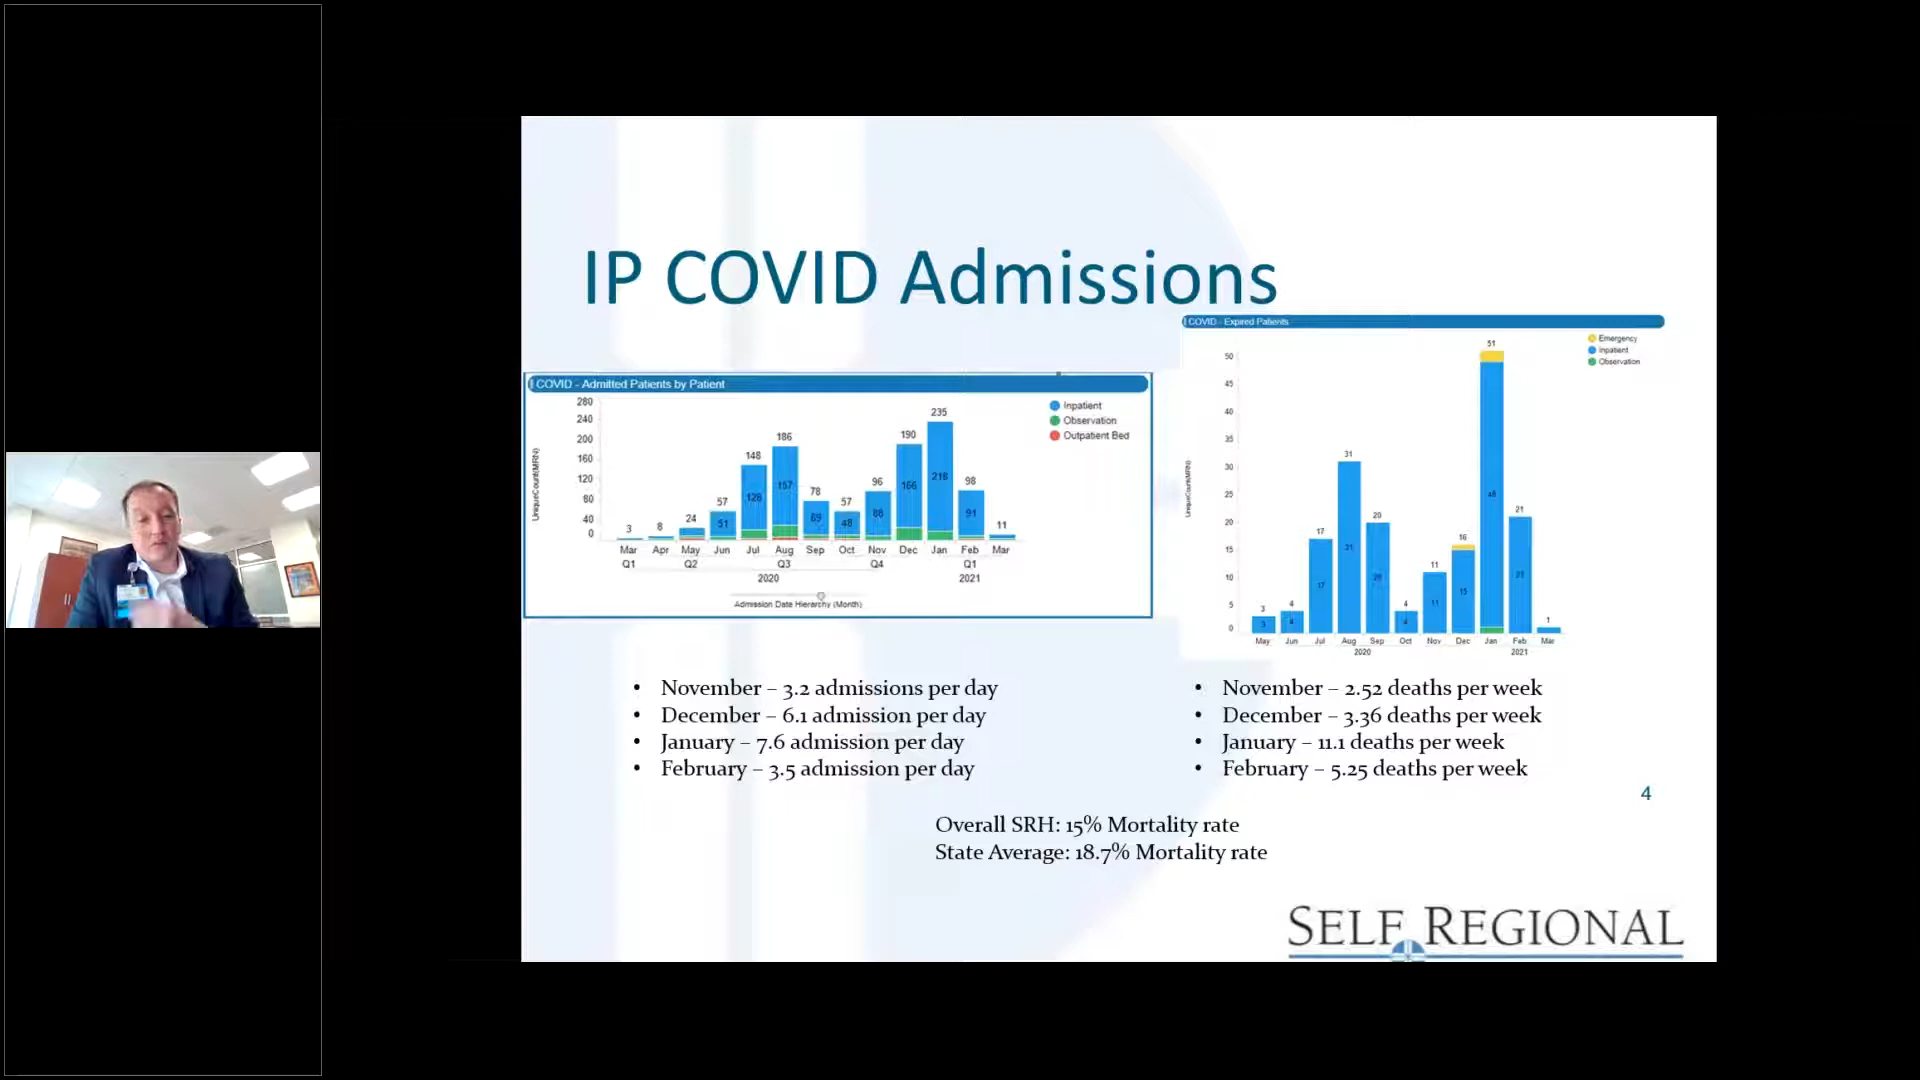 IP COVID Admissions
COVID - Admitted Patients by Patient
280
240
200
160
120
80
40
0
UniqueCount(MRN)
3 8 24 57 148 186 78 57 96 190 235 98 11
51 128 157 69 48 88 166 218 91
Mar Apr May Jun Jul Aug Sep Oct Nov Dec Jan Feb Mar
Q1 Q2 Q3 Q4 Q1
2020 2021
Admission Date Hierarchy (Month)
Inpatient
Observation
Outpatient Bed
COVID - Expired Patients
50
45
40
35
30
25
20
15
10
5
0
UniqueCount(MRN)
3 4 17 31 20 4 11 16 51 21 1
3 4 17 31 20 4 11 15 48 21
May Jun Jul Aug Sep Oct Nov Dec Jan Feb Mar
2020 2021
Emergency
Inpatient
Observation
• November – 3.2 admissions per day
• December – 6.1 admission per day
• January – 7.6 admission per day
• February – 3.5 admission per day
• November – 2.52 deaths per week
• December – 3.36 deaths per week
• January – 11.1 deaths per week
• February – 5.25 deaths per week
4
Overall SRH: 15% Mortality rate
State Average: 18.7% Mortality rate
SELF REGIONAL